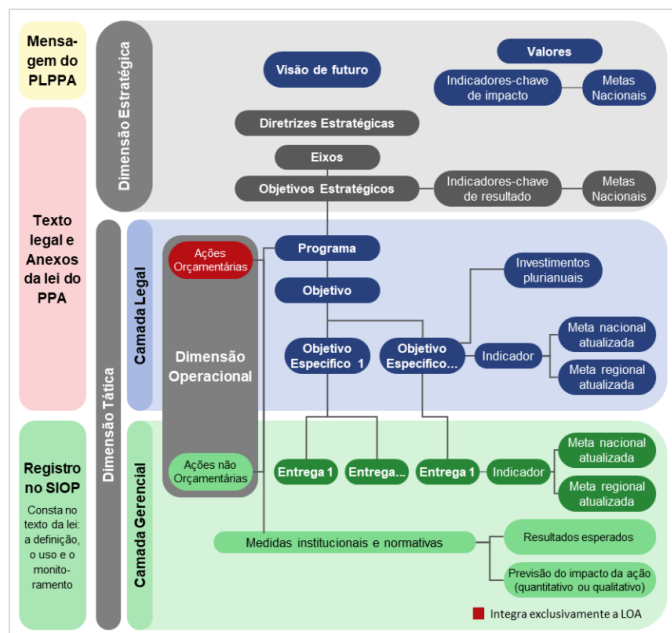 Mensa-
gem do
PLPPA
Texto
legal e
Anexos
da lei do
PPA
Registro
no SIOP
Consta no
texto da lei:
a definição,
o uso e o
monito-
ramento
Dimensão Estratégica
Dimensão Tática
Camada Legal
Camada Gerencial
Visão de futuro
Valores
Indicadores-chave
de impacto
Metas
Nacionais
Diretrizes Estratégicas
Eixos
Objetivos Estratégicos
Indicadores-chave
de resultado
Metas
Nacionais
Ações
Orçamentárias
Dimensão
Operacional
Ações não
Orçamentárias
Programa
Objetivo
Investimentos
plurianuais
Objetivo
Específico 1
Objetivo
Específico...
Indicador
Meta nacional
atualizada
Meta regional
atualizada
Entrega 1
Entrega...
Entrega 1
Indicador
Meta nacional
atualizada
Meta regional
atualizada
Medidas institucionais e normativas
Resultados esperados
Previsão do impacto da ação
(quantitativo ou qualitativo)
Integra exclusivamente a LOA